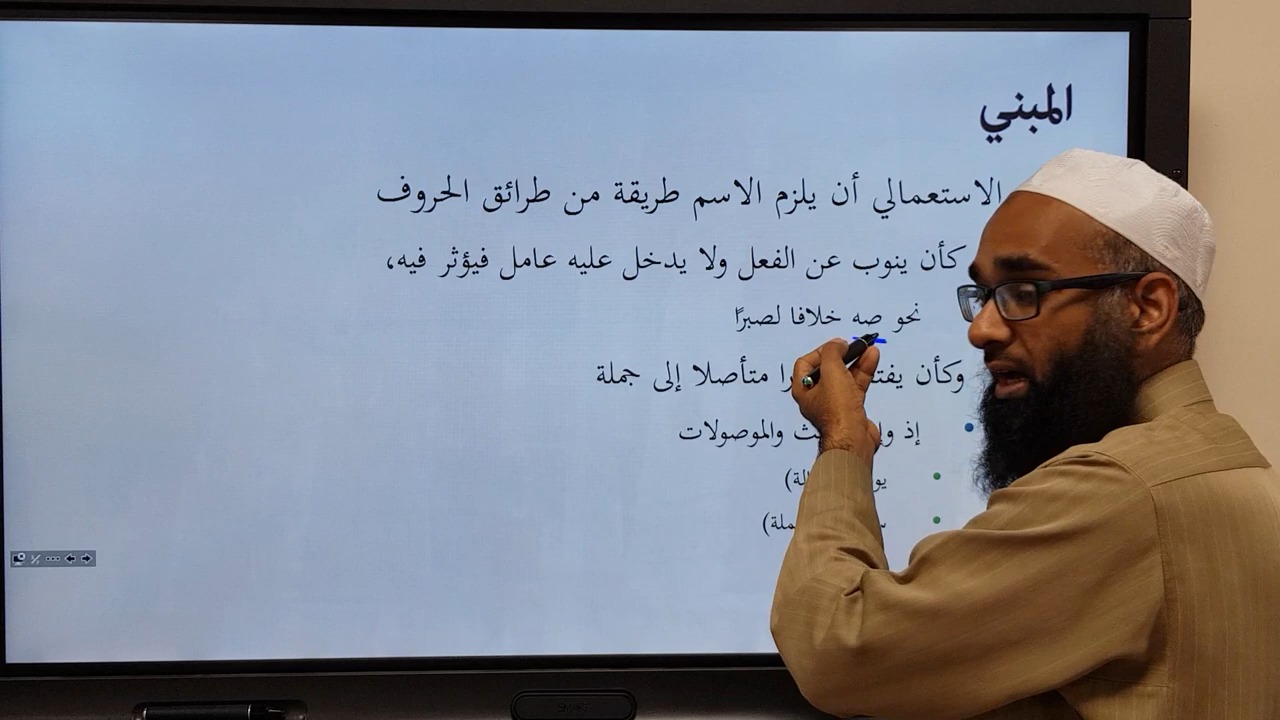 المبني
الاستعمالي أن يلزم الاسم طريقة من طرائق الحروف
كأن ينوب عن الفعل ولا يدخل عليه عامل فيؤثر فيه،
نحو صه خلافا لصبرًا
وكأن متأصلا إلى جملة
إذ والموصولات